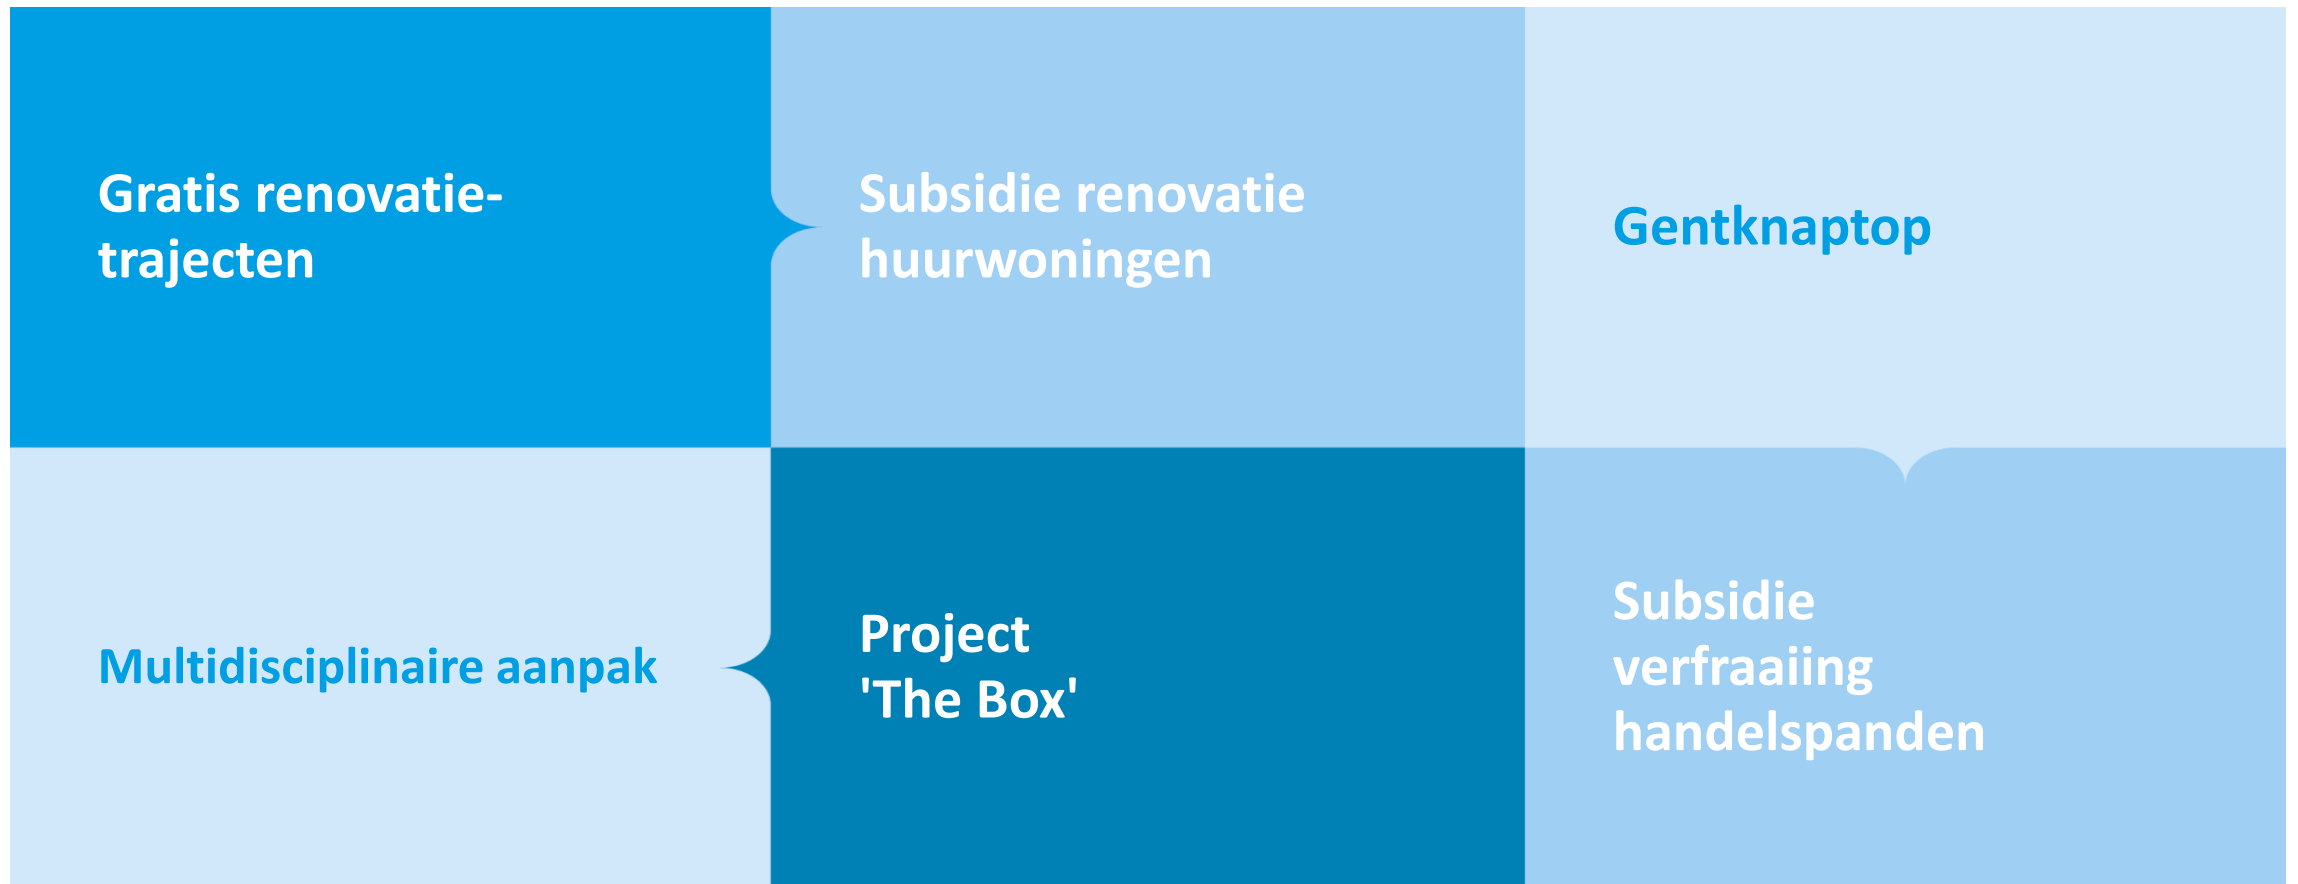 Gratis renovatie-
trajecten
Subsidie renovatie
huurwoningen
Gentknaptop
Multidisciplinaire aanpak
Project
'The Box'
Subsidie
verfraaiing
handelspanden